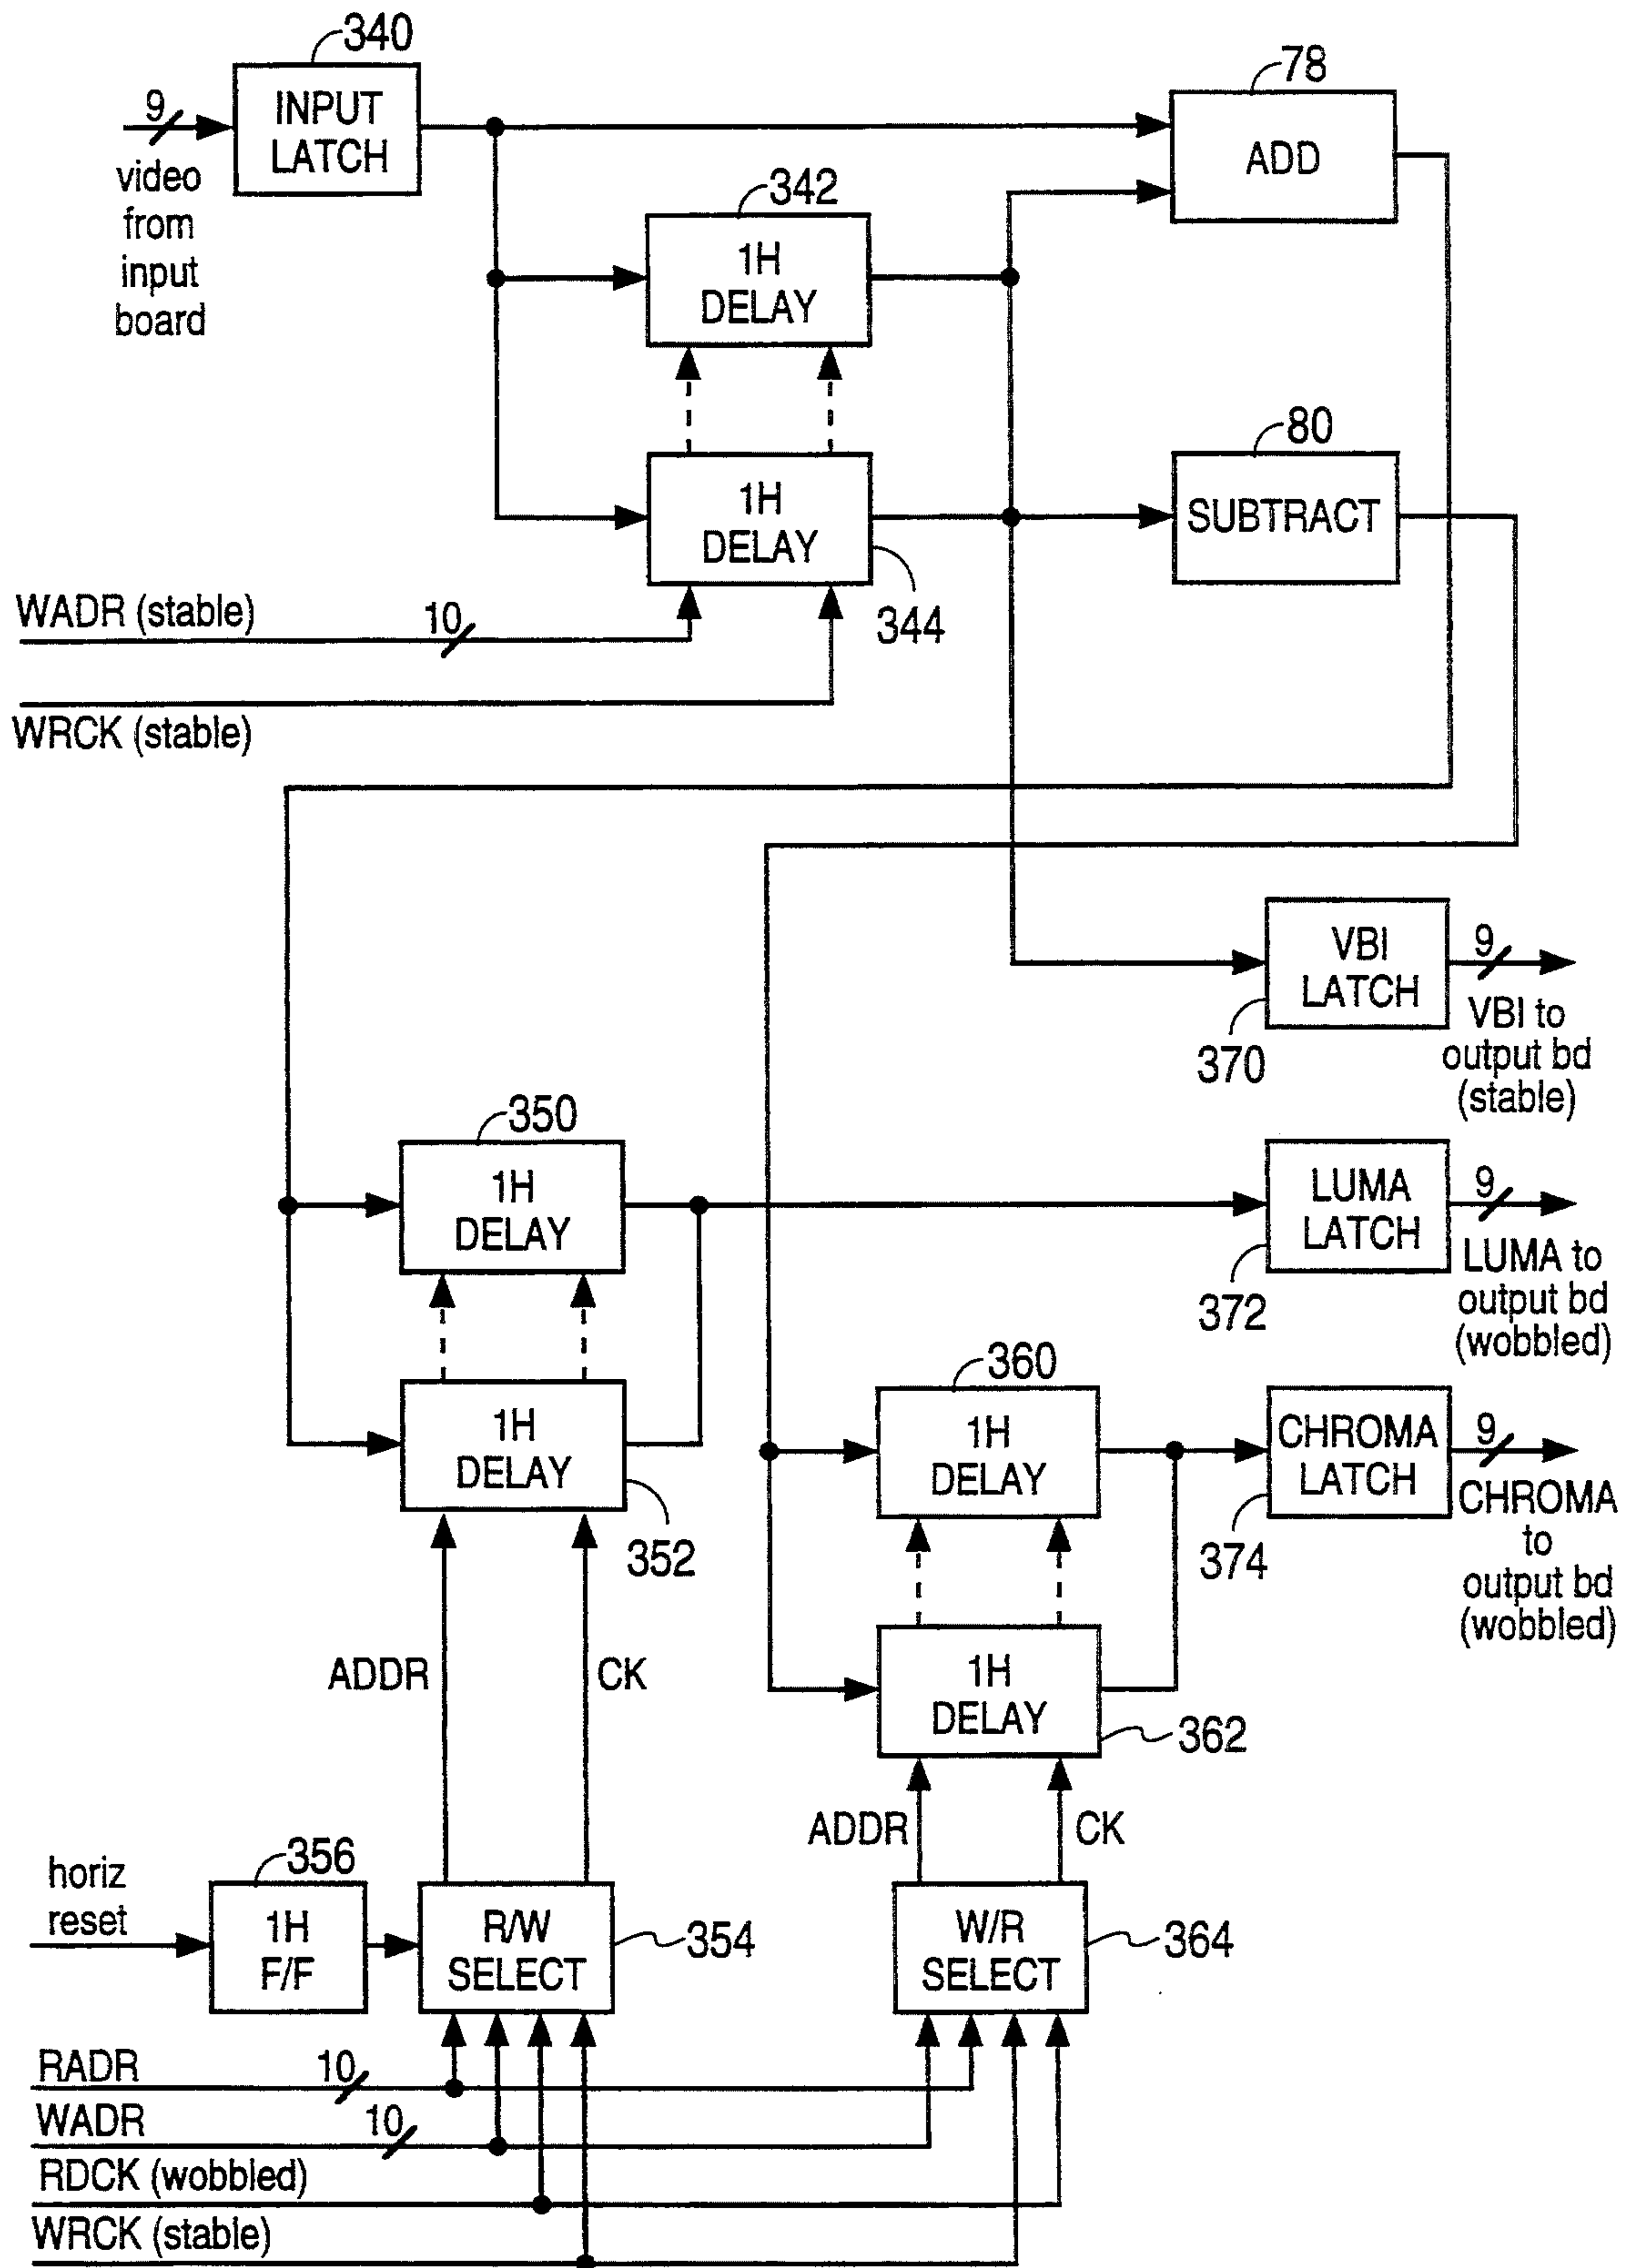 340
INPUT
LATCH
9
video
from
input
board
78
ADD
342
1H
DELAY
80
SUBTRACT
1H
DELAY
344
WADR (stable)
10
WRCK (stable)
VBI
LATCH
9
370
VBI to
output bd
(stable)
350
1H
DELAY
LUMA
LATCH
9
372
LUMA to
output bd
(wobbled)
1H
DELAY
352
360
1H
DELAY
CHROMA
LATCH
9
374
CHROMA
to
output bd
(wobbled)
1H
DELAY
362
ADDR
CK
ADDR
CK
horiz
reset
356
1H
F/F
R/W
SELECT
354
W/R
SELECT
364
RADR
10
WADR
10
RDCK (wobbled)
WRCK (stable)